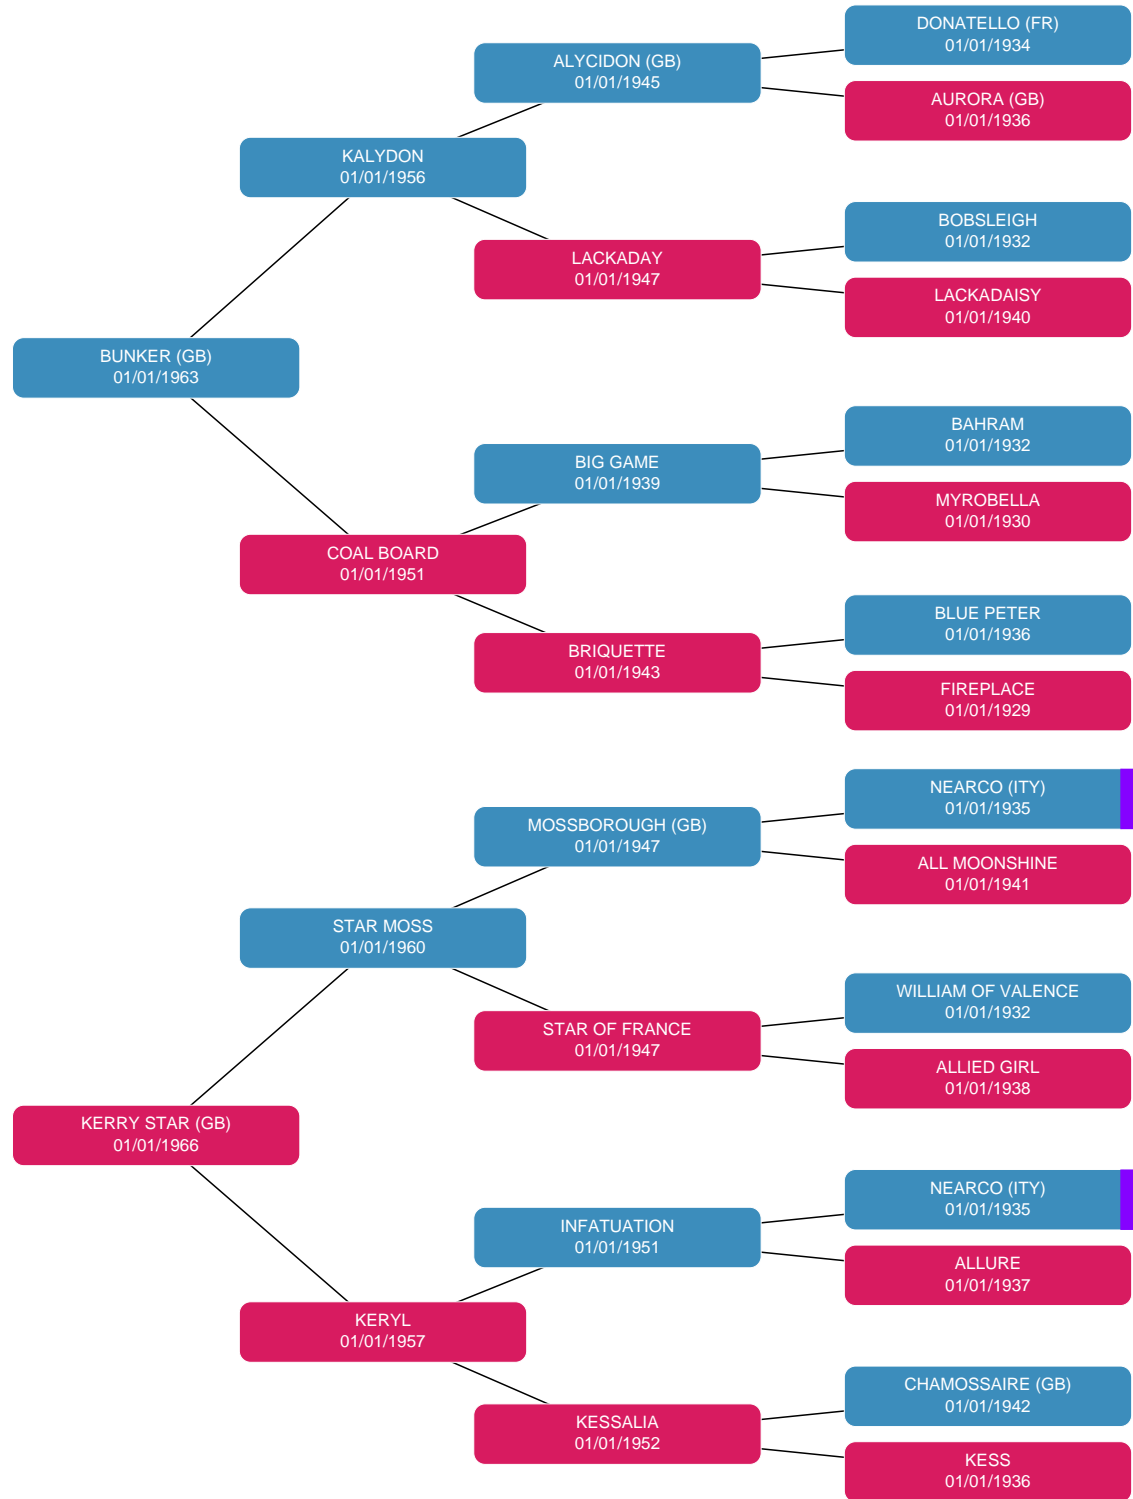 DONATELLO (FR)
01/01/1934
ALYCIDON (GB)
01/01/1945
AURORA (GB)
01/01/1936
KALYDON
01/01/1956
BOBSLEIGH
01/01/1932
LACKADAY
01/01/1947
LACKADAISY
01/01/1940
BUNKER (GB)
01/01/1963
BAHRAM
01/01/1932
BIG GAME
01/01/1939
MYROBELLA
01/01/1930
COAL BOARD
01/01/1951
BLUE PETER
01/01/1936
BRIQUETTE
01/01/1943
FIREPLACE
01/01/1929
NEARCO (ITY)
01/01/1935
MOSSBOROUGH (GB)
01/01/1947
ALL MOONSHINE
01/01/1941
STAR MOSS
01/01/1960
WILLIAM OF VALENCE
01/01/1932
STAR OF FRANCE
01/01/1947
ALLIED GIRL
01/01/1938
KERRY STAR (GB)
01/01/1966
NEARCO (ITY)
01/01/1935
INFATUATION
01/01/1951
ALLURE
01/01/1937
KERYL
01/01/1957
CHAMOSSAIRE (GB)
01/01/1942
KESSALIA
01/01/1952
KESS
01/01/1936